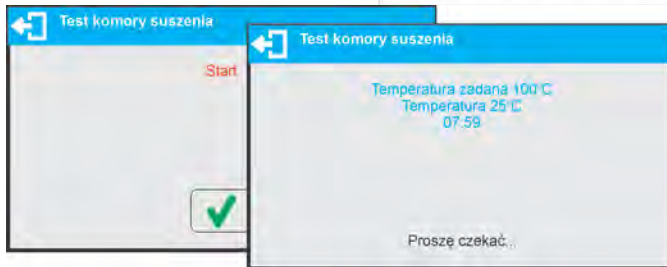 Test komory suszenia
Start
Test komory suszenia
Temperatura zadana 100°C
Temperatura 25°C
07:59
Proszę czekać...